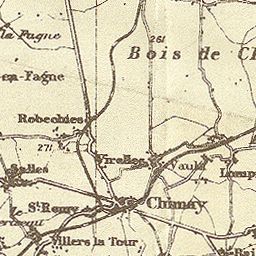 la Fagne
261
Bois de Ch
en-Fagne
Robechies
271
Virelles
Vaulx
Lomp
Salles
St Remy
Chimay
Villers la Tour